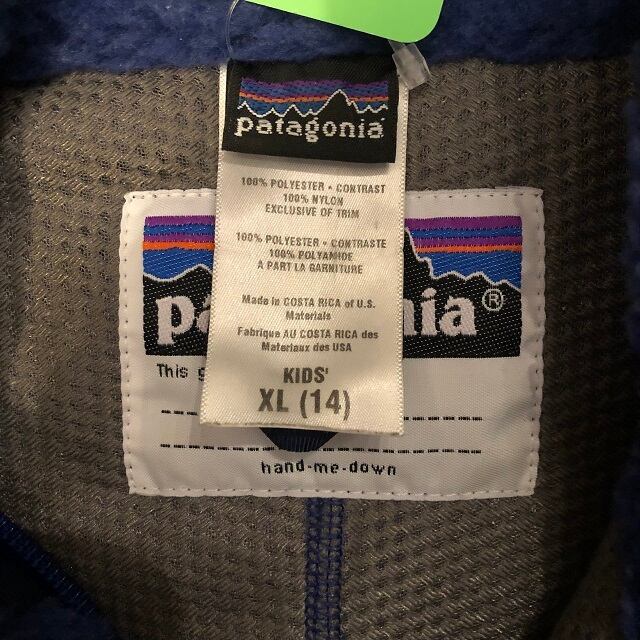 patagonia
100% POLYESTER • CONTRAST
100% NYLON
EXCLUSIVE OF TRIM
100% POLYESTER • CONTRASTE
100% POLYAMIDE
A PART LA GARNITURE
Made in COSTA RICA of U.S.
Materials
Fabrique AU COSTA RICA des
Materiaux des USA
KIDS'
XL (14)
pa nia®
This
hand-me-down